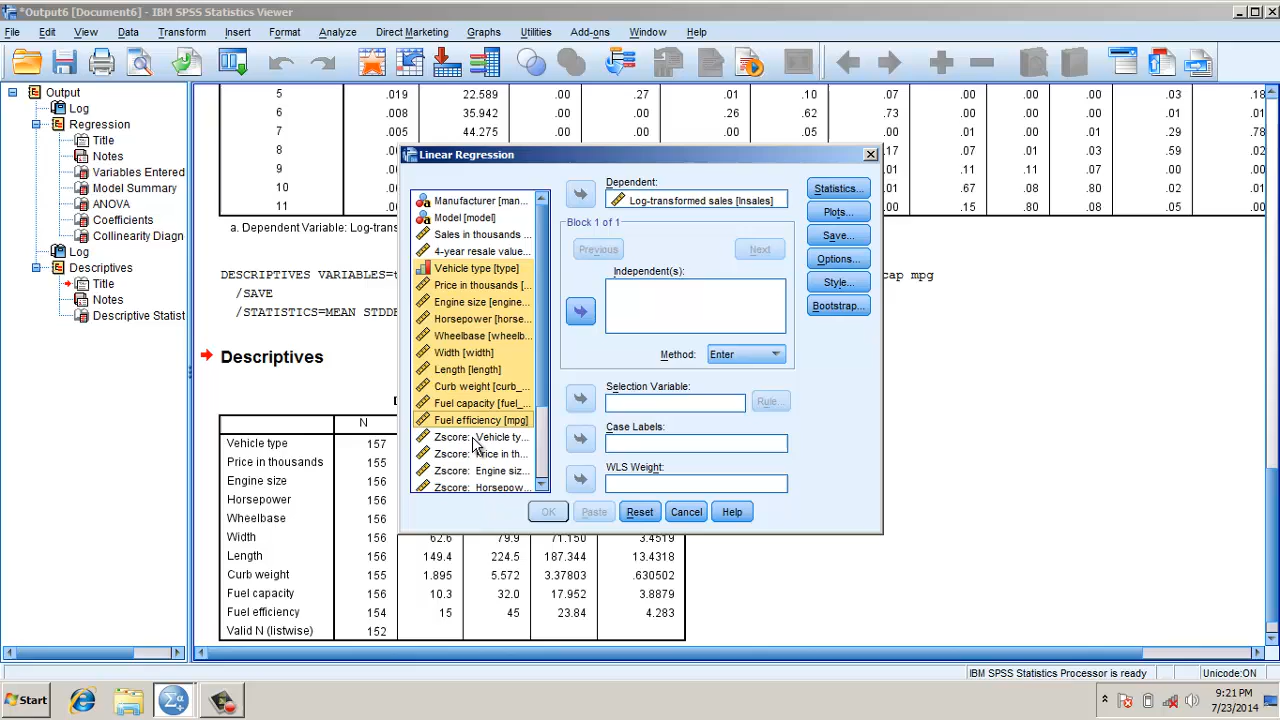 *Output6 [Document6] - IBM SPSS Statistics Viewer
File Edit View Data Transform Insert Format Analyze Direct Marketing Graphs Utilities Add-ons Window Help
Output
Log
Regression
Title
Notes
Variables Entered
Model Summary
ANOVA
Coefficients
Collinearity Diagn
Log
Descriptives
Title
Notes
Descriptive Statist
5 .019 22.589 .00 .27 .01 .10 .07 .00 .00 .00 .03 .18
6 .008 35.942 .00 .00 .26 .62 .73 .00 .00 .00 .01 .01
7 .005 44.275 .00 .00 .05 .00 .01 .00 .01 .29 .78
8 .17 .01 .03 .03 .59 .02
9 .11 .00 .09 .11 .01 .01
10 .01 .67 .08 .80 .02 .01
11 .00 .15 .80 .08 .02 .00
a. Dependent Variable: Log-trans
DESCRIPTIVES VARIABLES=t cap mpg
/SAVE
/STATISTICS=MEAN STDDE
Descriptives
N
Vehicle type 157
Price in thousands 155
Engine size 156
Horsepower 156
Wheelbase 156
Width 156 62.6 79.9 71.150 3.4519
Length 156 149.4 224.5 187.344 13.4318
Curb weight 155 1.895 5.572 3.37803 .630502
Fuel capacity 156 10.3 32.0 17.952 3.8879
Fuel efficiency 154 15 45 23.84 4.283
Valid N (listwise) 152
Linear Regression
Manufacturer [man...
Model [model]
Sales in thousands ...
4-year resale value...
Vehicle type [type]
Price in thousands [...
Engine size [engine...
Horsepower [horse...
Wheelbase [wheelb...
Width [width]
Length [length]
Curb weight [curb_...
Fuel capacity [fuel_...
Fuel efficiency [mpg]
Zscore: Vehicle ty...
Zscore: Price in th...
Zscore: Engine siz...
Zscore: Horsepow...
Dependent:
Log-transformed sales [lnsales]
Block 1 of 1
Previous Next
Independent(s):
Method: Enter
Selection Variable:
Rule...
Case Labels:
WLS Weight:
Statistics...
Plots...
Save...
Options...
Style...
Bootstrap...
OK Paste Reset Cancel Help
IBM SPSS Statistics Processor is ready Unicode:ON
Start
9:21 PM
7/23/2014